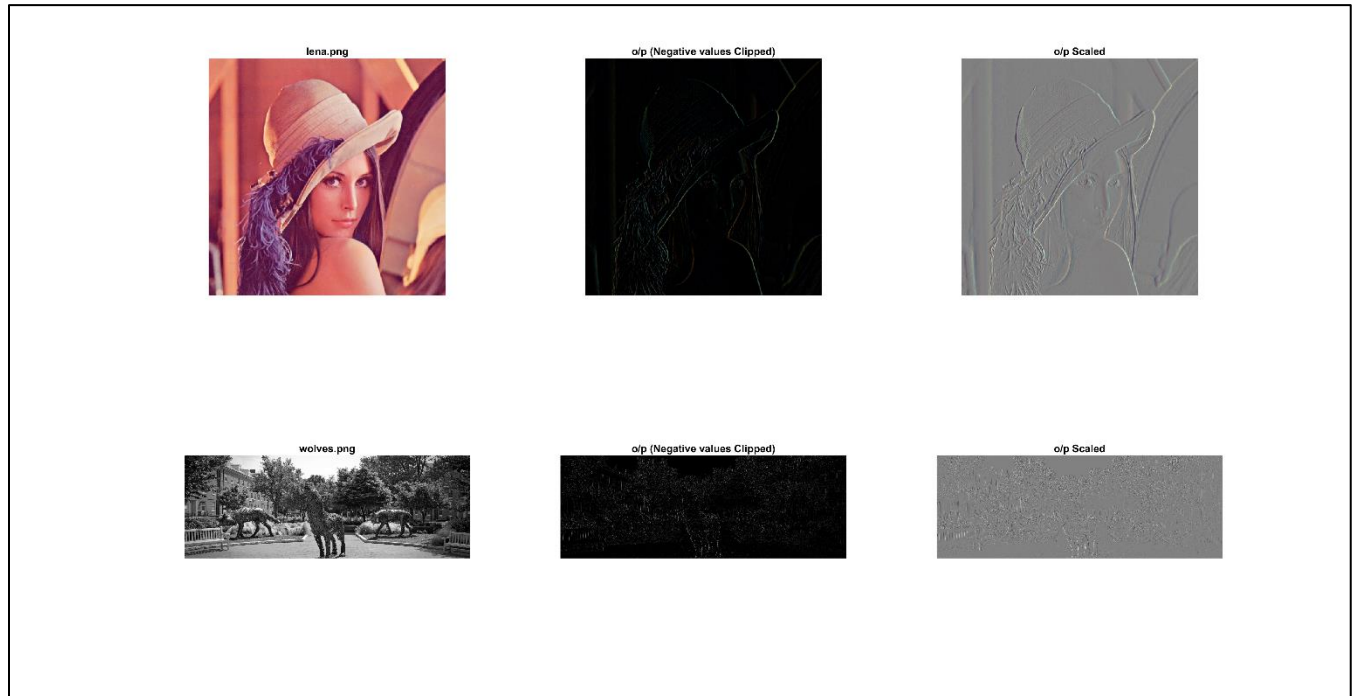 lena.png
o/p (Negative values Clipped)
o/p Scaled
wolves.png
o/p (Negative values Clipped)
o/p Scaled